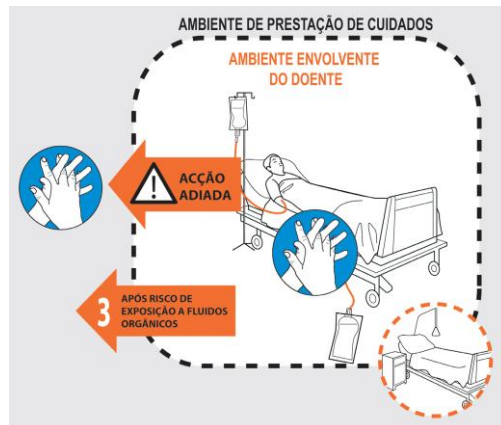 AMBIENTE DE PRESTAÇÃO DE CUIDADOS
AMBIENTE ENVOLVENTE
DO DOENTE
ACÇÃO
ADIADA
3
APÓS RISCO DE
EXPOSIÇÃO A FLUIDOS
ORGÂNICOS